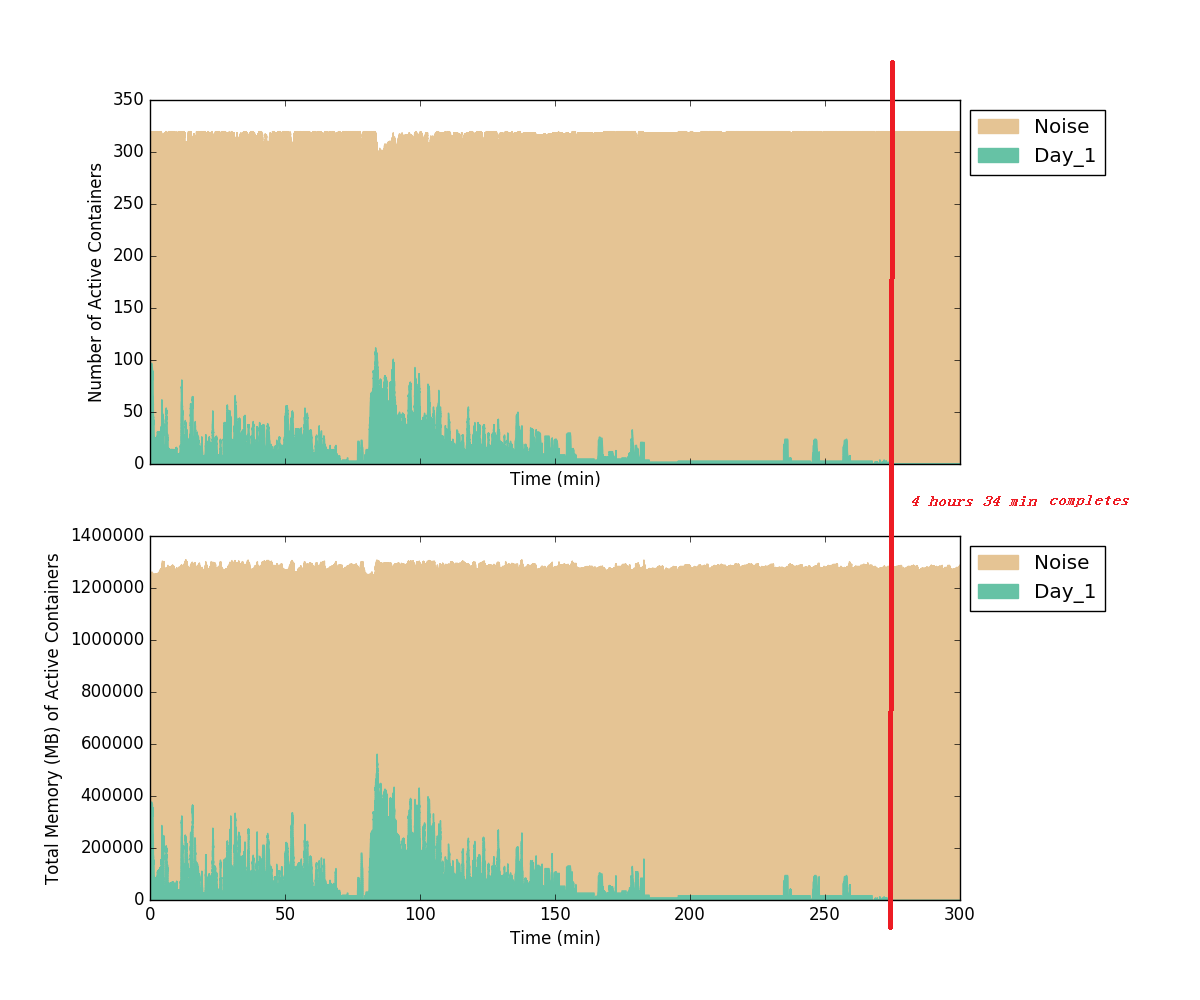 350
300
250
200
150
100
50
0
Number of Active Containers
Time (min)
Noise
Day_1
4 hours 34 min completes
1400000
1200000
1000000
800000
600000
400000
200000
0
Total Memory (MB) of Active Containers
0 50 100 150 200 250 300
Time (min)
Noise
Day_1